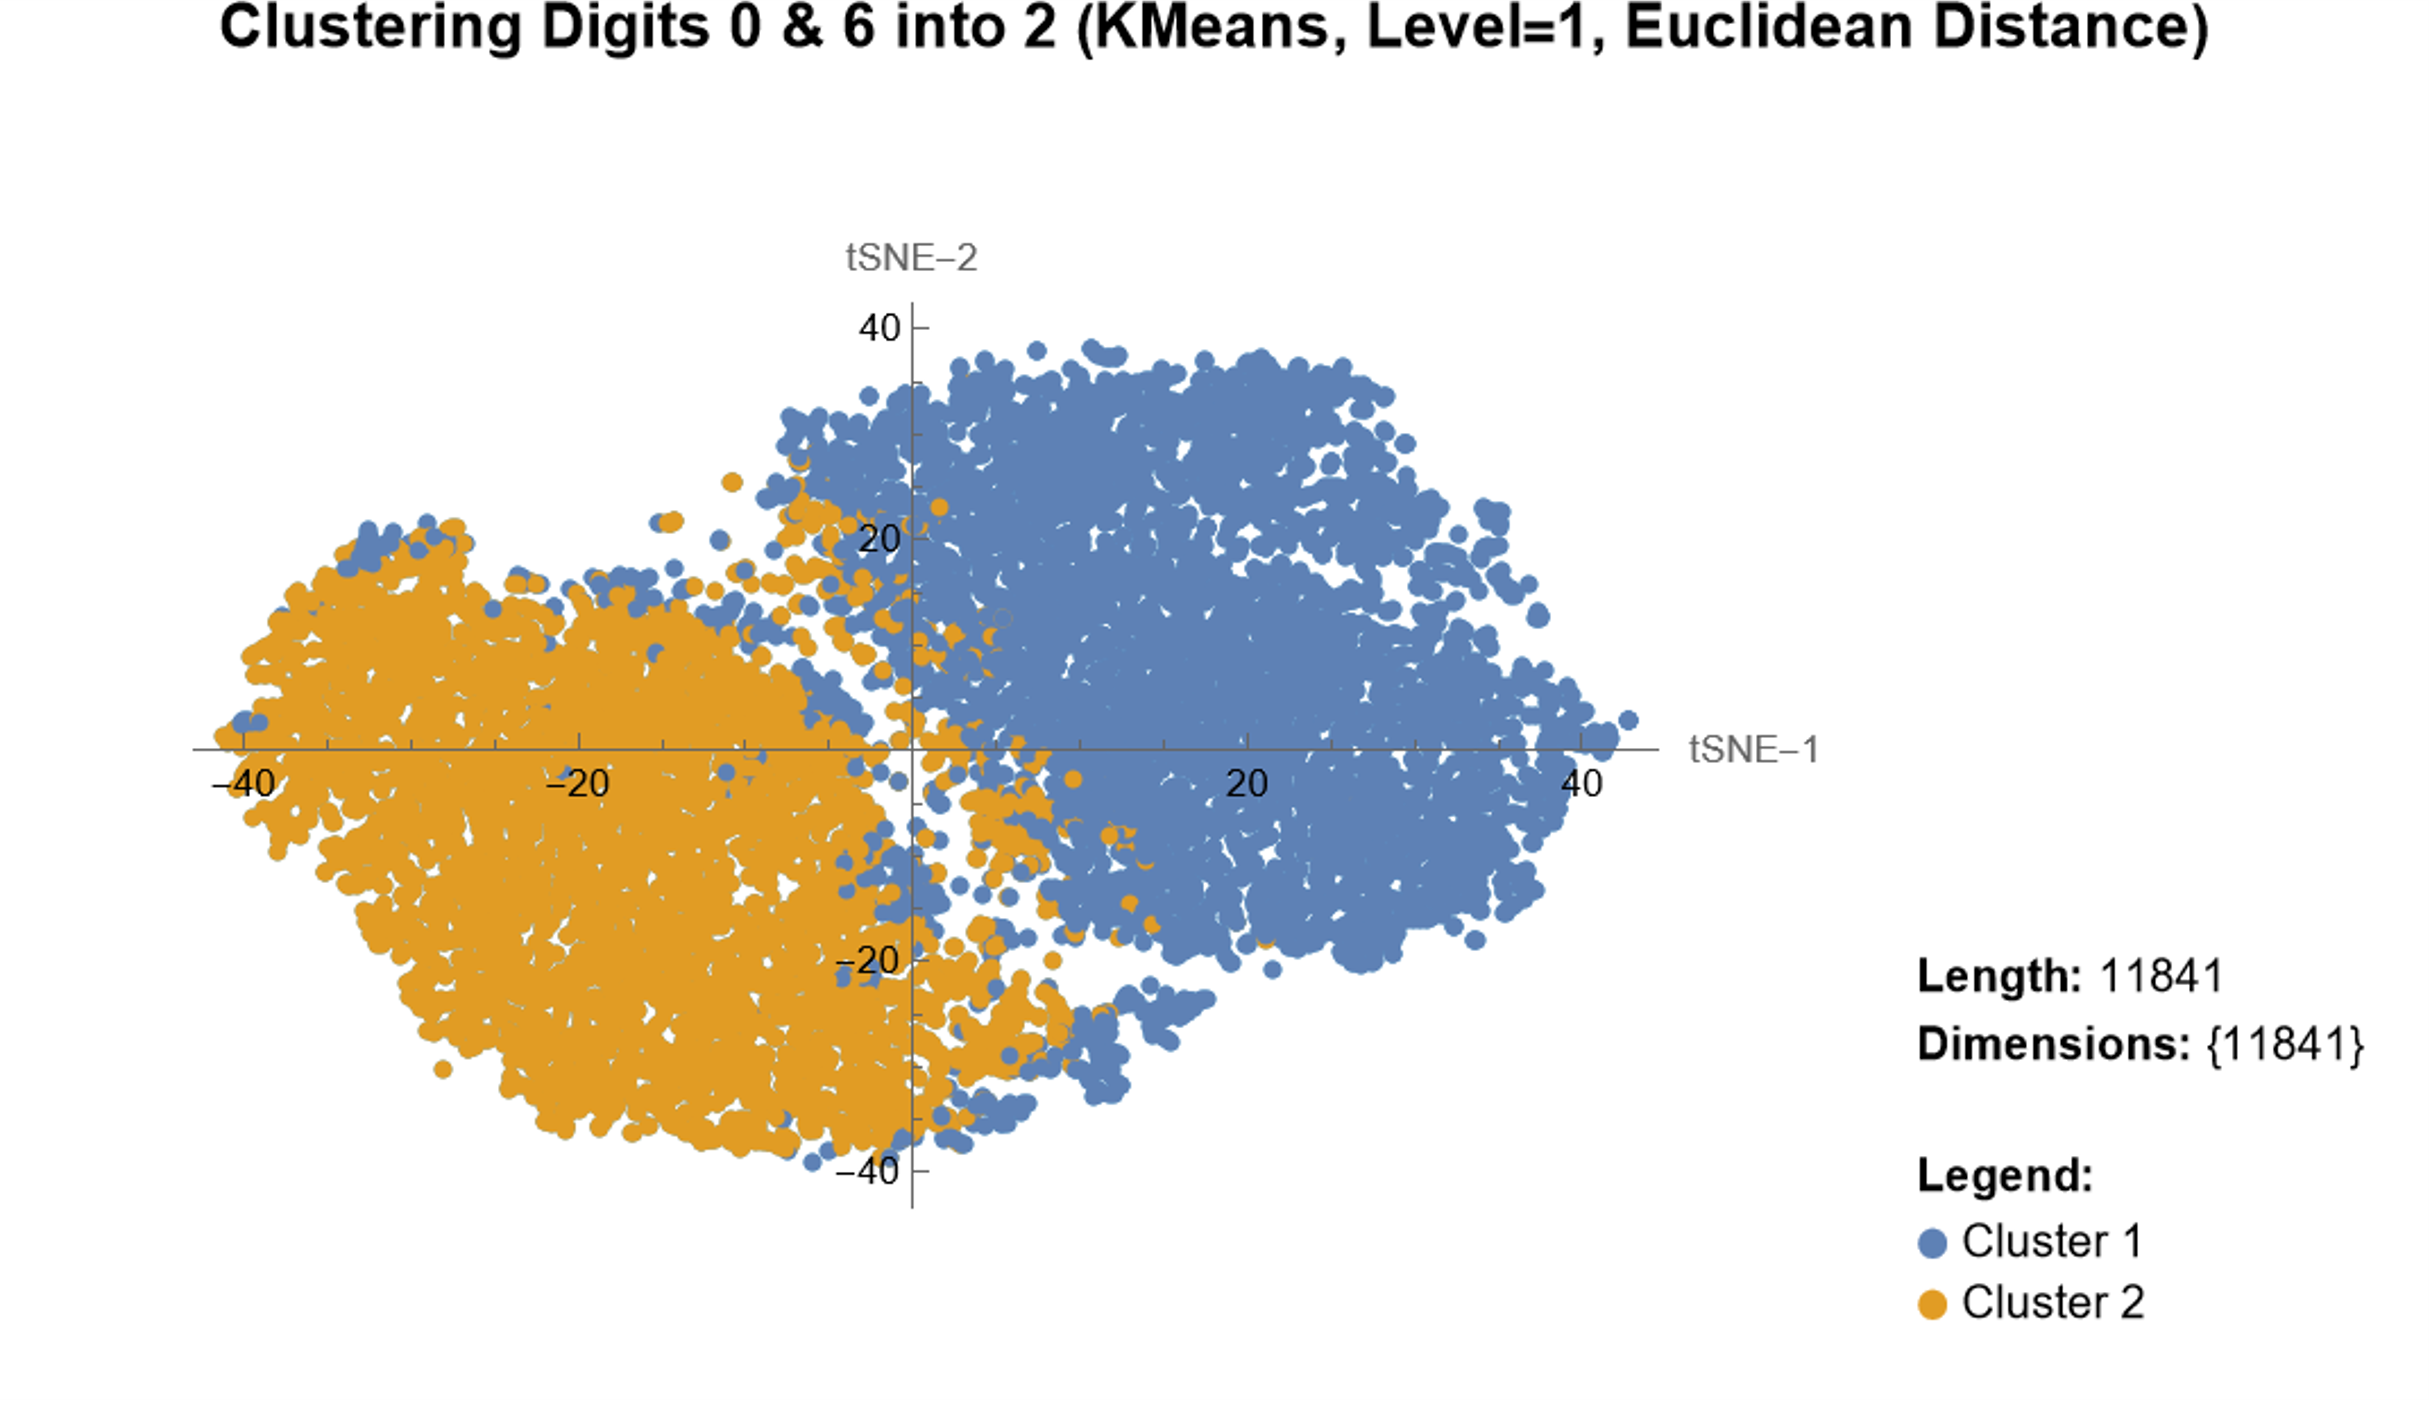 Clustering Digits 0 & 6 into 2 (KMeans, Level=1, Euclidean Distance)
tSNE–2
40
20
tSNE–1
–40
–20
20
40
–20
–40
Length: 11841
Dimensions: {11841}
Legend:
Cluster 1
Cluster 2